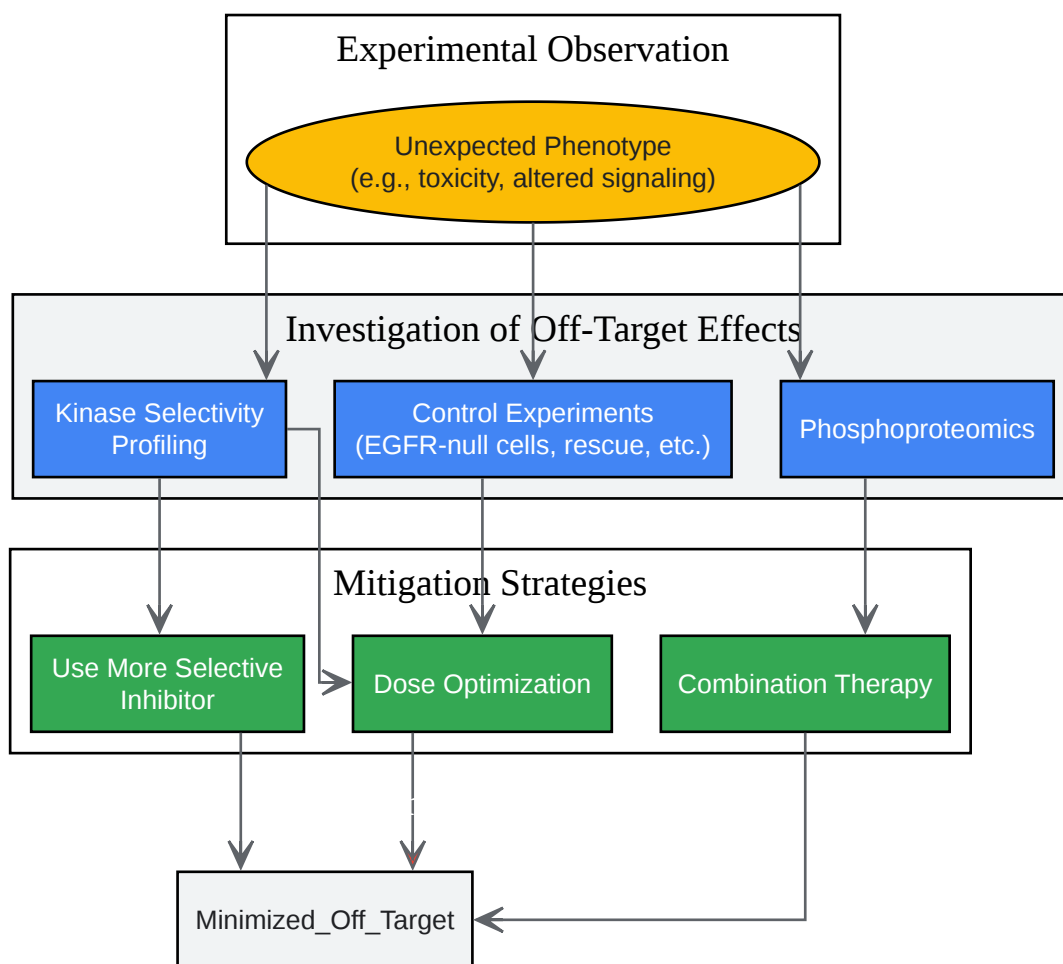 Experimental Observation
Unexpected Phenotype
(e.g., toxicity, altered signaling)
Investigation of Off-Target Effects
Kinase Selectivity
Profiling
Control Experiments
(EGFR-null cells, rescue, etc.)
Phosphoproteomics
Mitigation Strategies
Use More Selective
Inhibitor
Dose Optimization
Combination Therapy
Minimized_Off_Target